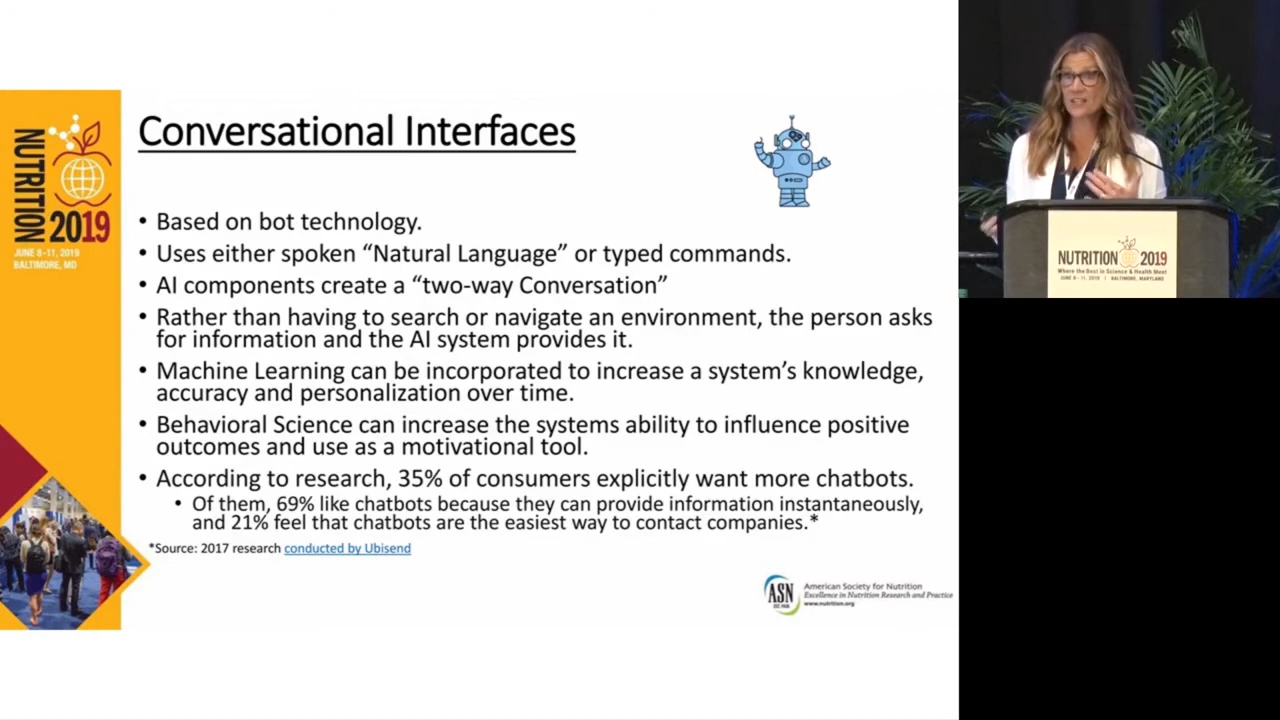 NUTRITION
2019
JUNE 8-11, 2019
BALTIMORE, MD
Conversational Interfaces
• Based on bot technology.
• Uses either spoken “Natural Language” or typed commands.
• AI components create a “two-way Conversation”
• Rather than having to search or navigate an environment, the person asks
for information and the AI system provides it.
• Machine Learning can be incorporated to increase a system’s knowledge,
accuracy and personalization over time.
• Behavioral Science can increase the systems ability to influence positive
outcomes and use as a motivational tool.
• According to research, 35% of consumers explicitly want more chatbots.
• Of them, 69% like chatbots because they can provide information instantaneously,
and 21% feel that chatbots are the easiest way to contact companies.*
*Source: 2017 research conducted by Ubisend
ASN
American Society for Nutrition
Excellence in Nutrition Research and Practice
www.nutrition.org
NUTRITION 2019
Where the Best in Science & Health Meet
JUNE 8 - 11, 2019 | BALTIMORE, MARYLAND